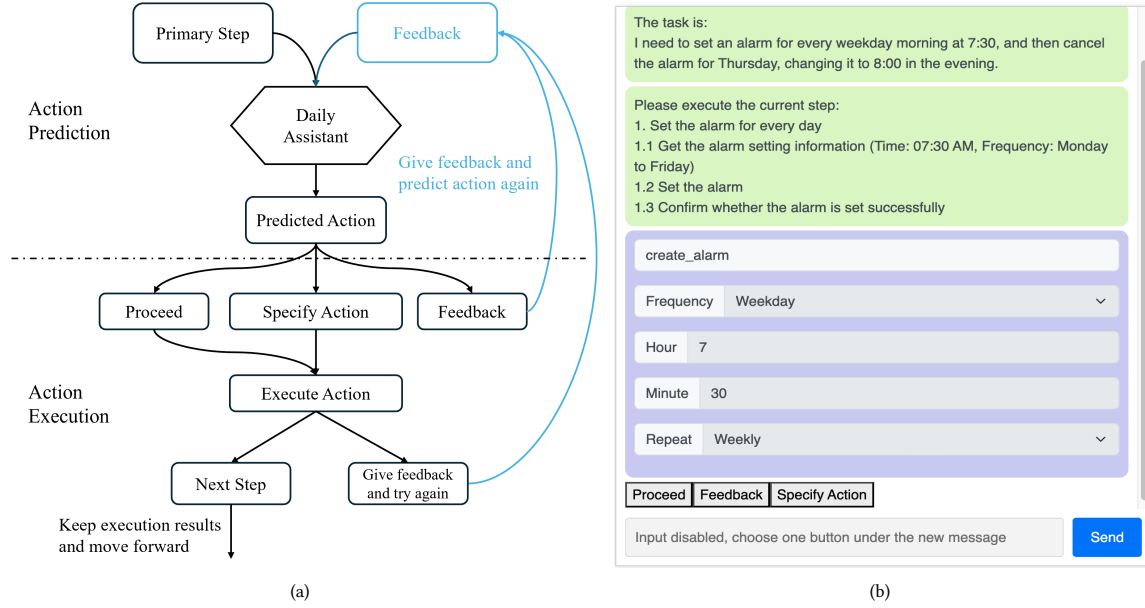 Primary Step
Feedback
Action
Prediction
Daily
Assistant
Give feedback and
predict action again
Predicted Action
Proceed
Specify Action
Feedback
Action
Execution
Execute Action
Next Step
Give feedback
and try again
Keep execution results
and move forward
(a)
The task is:
I need to set an alarm for every weekday morning at 7:30, and then cancel
the alarm for Thursday, changing it to 8:00 in the evening.
Please execute the current step:
1. Set the alarm for every day
1.1 Get the alarm setting information (Time: 07:30 AM, Frequency: Monday
to Friday)
1.2 Set the alarm
1.3 Confirm whether the alarm is set successfully
create_alarm
Frequency Weekday
Hour 7
Minute 30
Repeat Weekly
Proceed Feedback Specify Action
Input disabled, choose one button under the new message Send
(b)